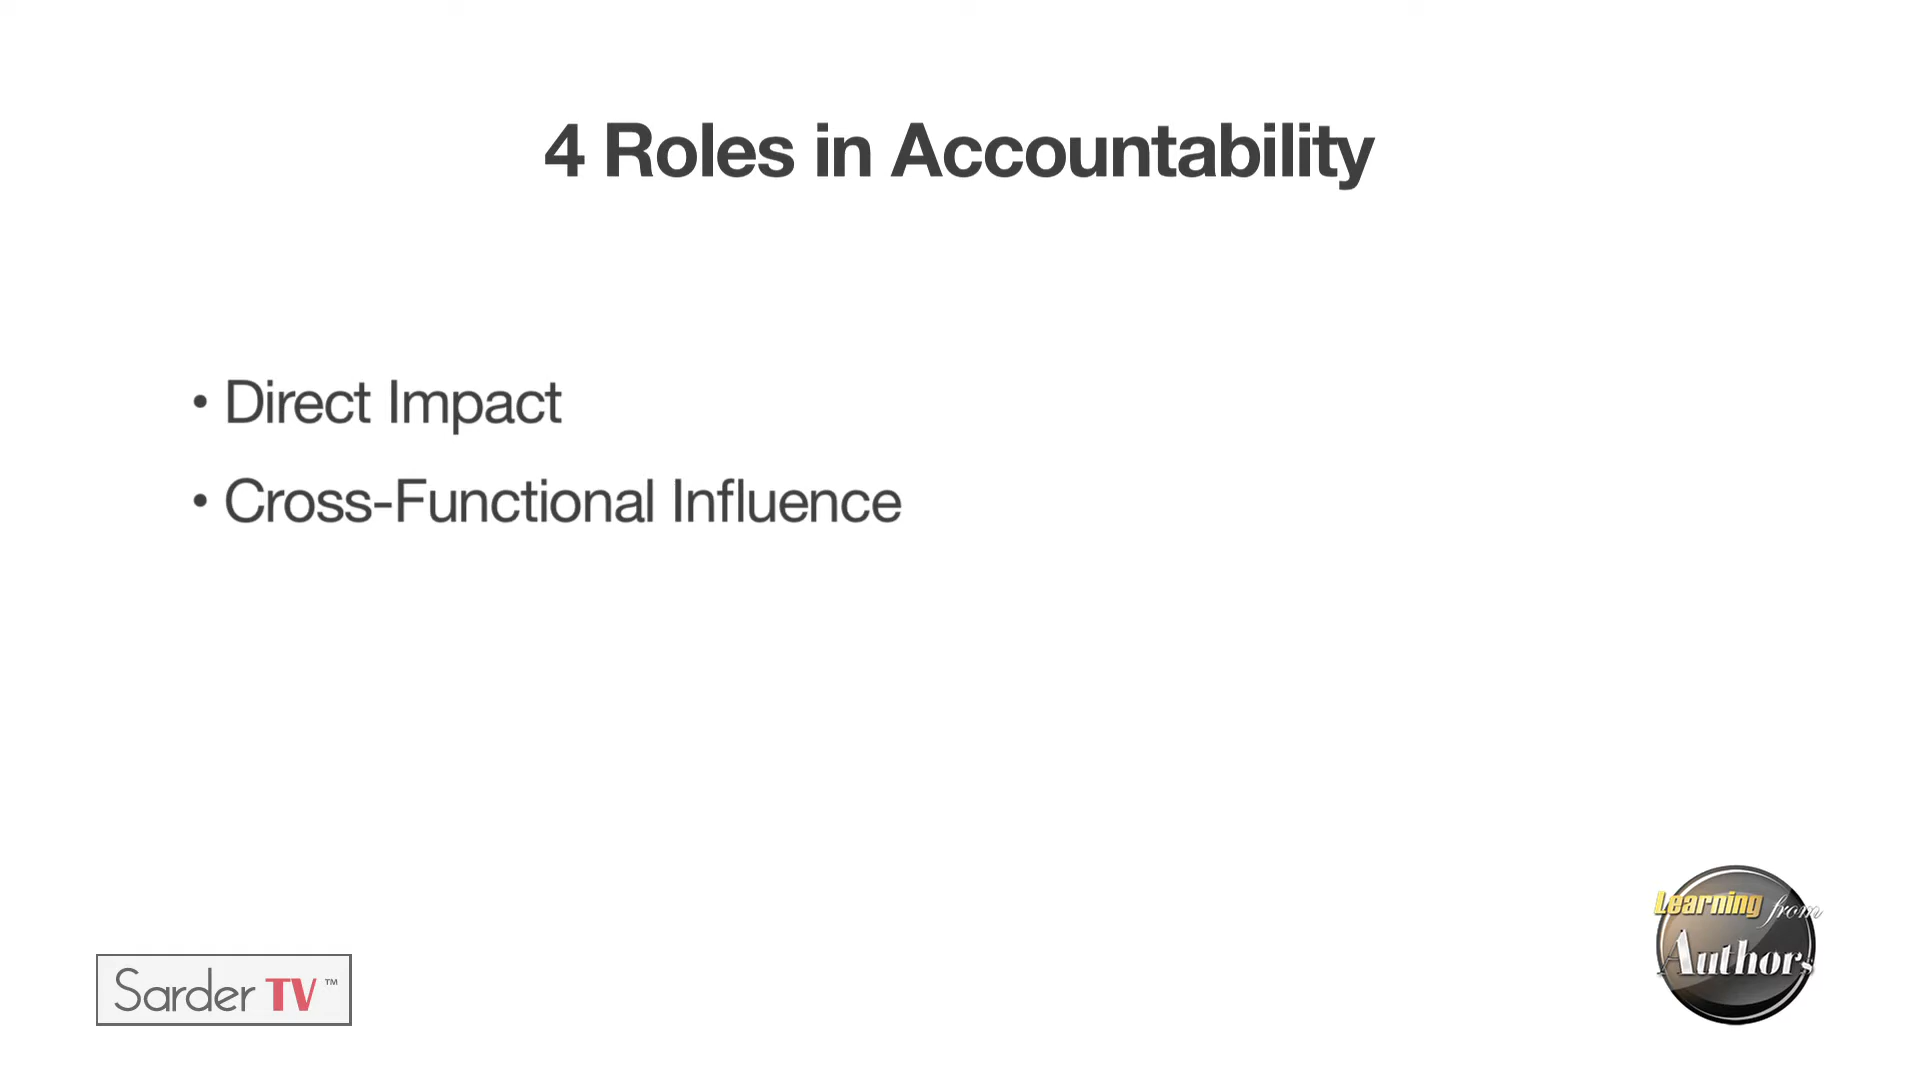 4 Roles in Accountability
• Direct Impact
• Cross-Functional Influence
Sarder TV™
Learning from
Authors